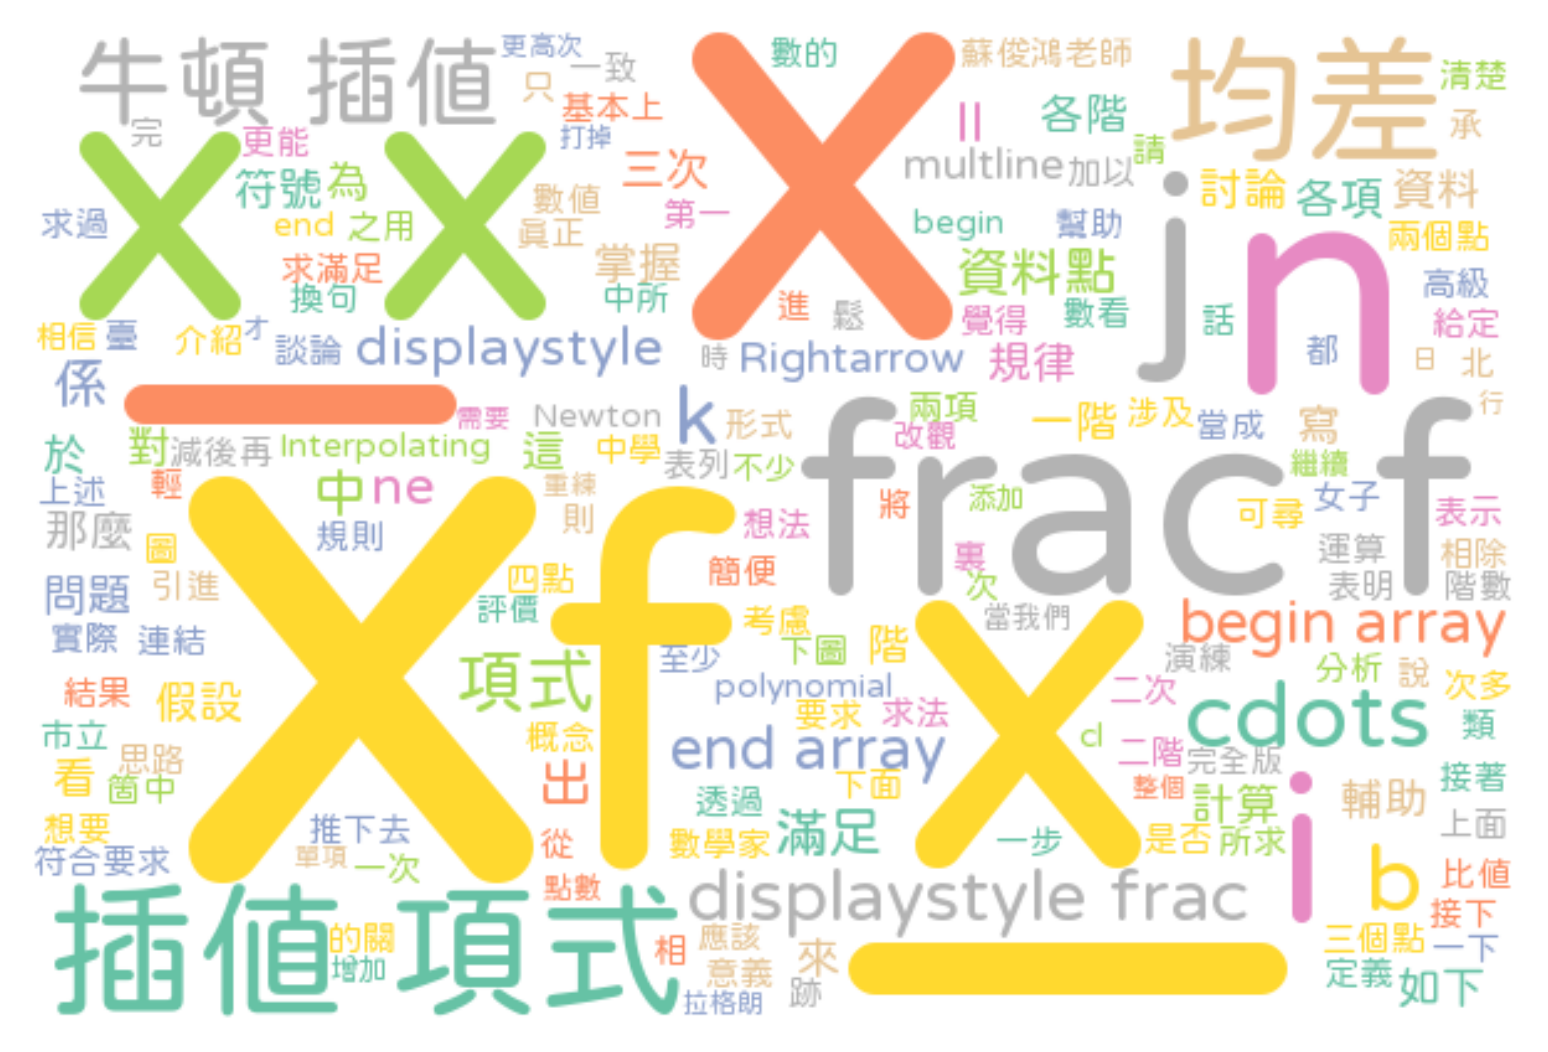 牛頓 插值
更高次
一致
只
基本上
完
更能
打掉
x
x
X
數的
蘇俊鴻老師
均差
清楚
承
ll
各階
multline
加以
請
三次
符號
為
數值
第一
求過
end
之用
真正
begin
幫助
討論
各項
資料
兩個點
j
n
求滿足
掌握
資料點
換句
中所
進
鬆
覺得
數看
話
高級
給定
相信
臺
介紹
才
談論
displaystyle
時
Rightarrow
規律
都
日
北
係
一
需要
Newton
k
形式
兩項
改觀
一階
涉及
當成
寫
行
於
對
減後再
Interpolating
這
中學
表列
不少
frac
f
繼續
上述
輕
中
ne
重練
則
想法
將
添加
可尋
女子
表示
那麼
圖
規則
X
f
簡便
裏
次
運算
相除
問題
引進
四點
評價
表明
階數
考慮
當我們
begin array
實際
連結
至少
下圖
階
x
演練
分析
說
次多
結果
假設
項式
polynomial
二次
要求
求法
cdots
類
市立
思路
概念
end array
cl
二階
完全版
看
箇中
出
下面
整個
計算
輔助
接著
透過
i
想要
推下去
從
數學家
滿足
一步
是否
所求
上面
符合要求
單項
一次
點數
displaystyle frac
b
比值
接下
插值
項式
的關
增加
相
應該
意義
來
一
三個點
一下
定義
如下
拉格朗
跡